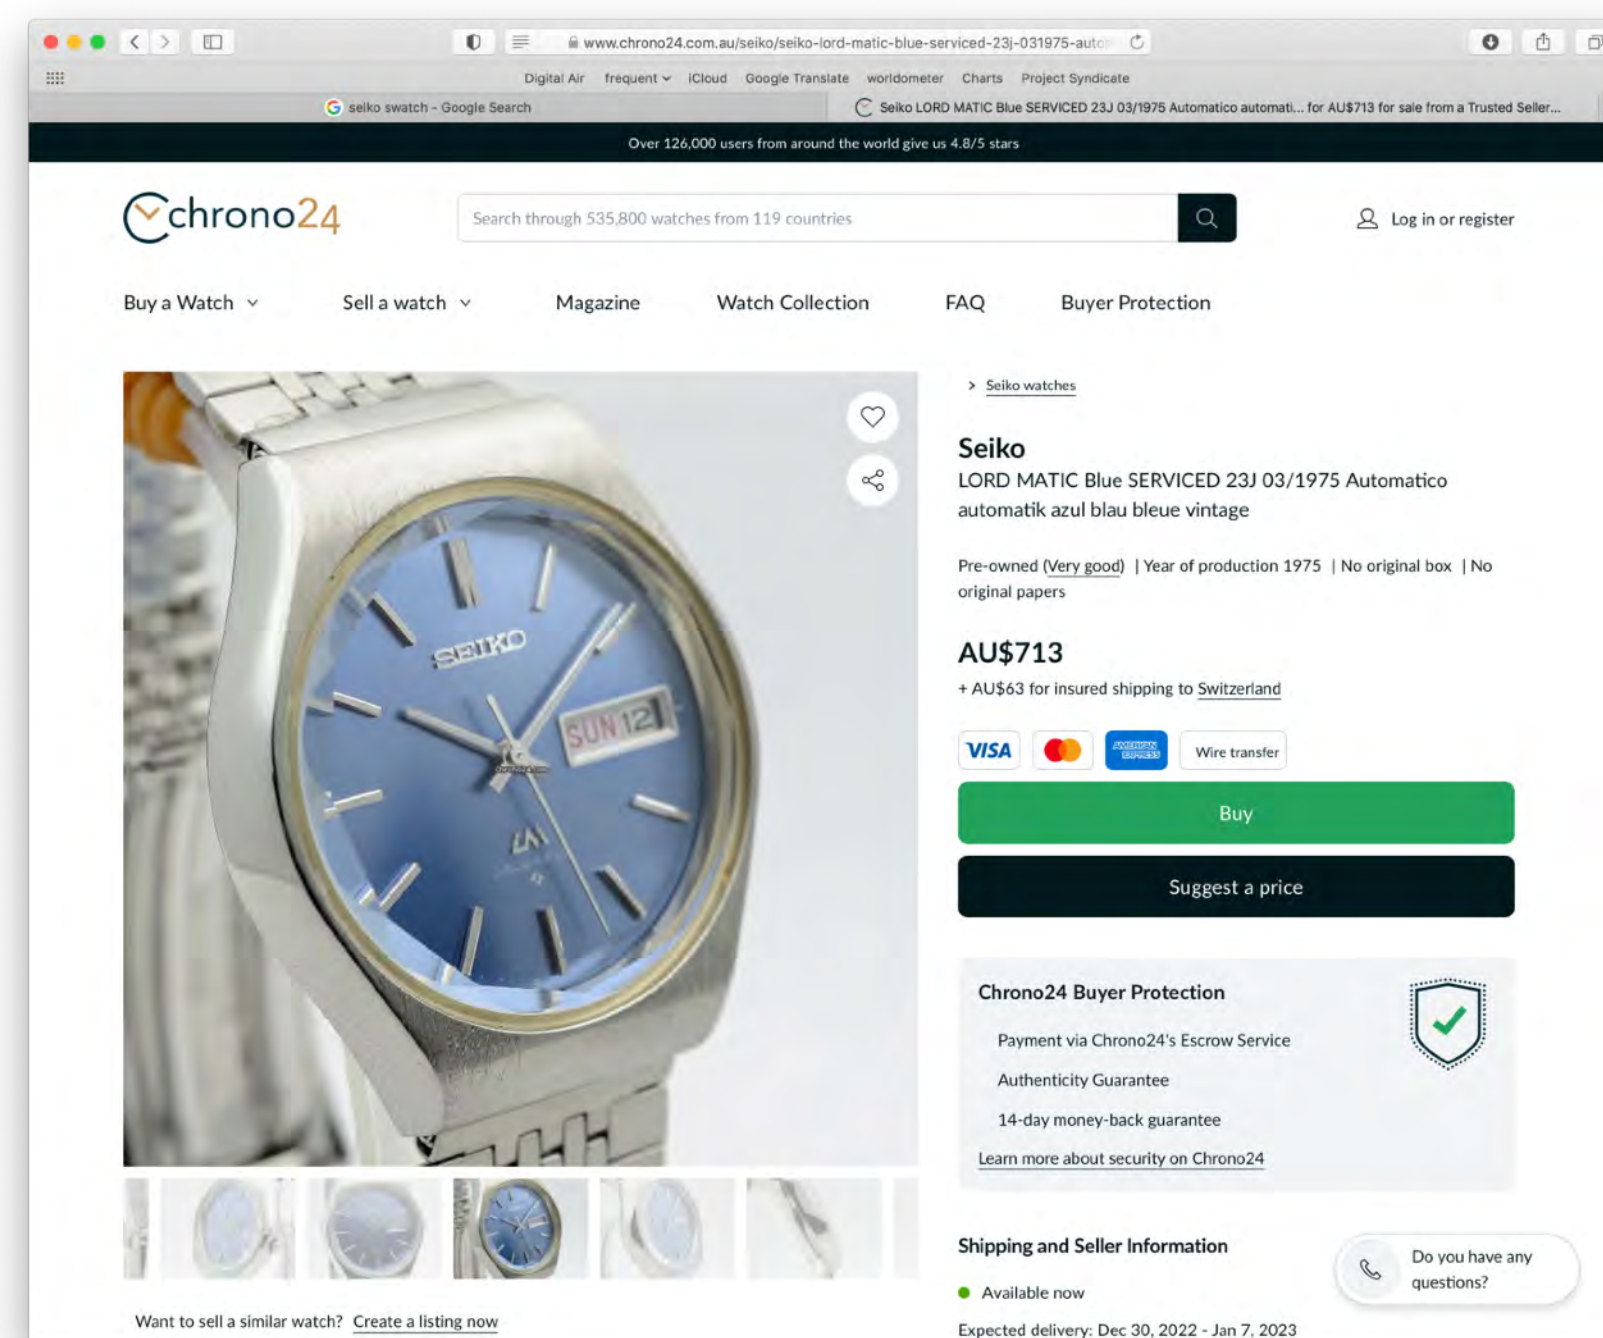 www.chrono24.com.au/seiko/seiko-lord-matic-blue-serviced-23j-031975-autor
Digital Air frequent iCloud Google Translate worldometer Charts Project Syndicate
seiko swatch - Google Search
Seiko LORD MATIC Blue SERVICED 23J 03/1975 Automatico automati... for AU$713 for sale from a Trusted Seller...
Over 126,000 users from around the world give us 4.8/5 stars
chrono24
Search through 535,800 watches from 119 countries
Log in or register
Buy a Watch
Sell a watch
Magazine
Watch Collection
FAQ
Buyer Protection
SEIKO
SUN 12
LM
chrono24.com
> Seiko watches
Seiko
LORD MATIC Blue SERVICED 23J 03/1975 Automatico
automatik azul blau bleue vintage
Pre-owned (Very good) | Year of production 1975 | No original box | No
original papers
AU$713
+ AU$63 for insured shipping to Switzerland
VISA
AMERICAN EXPRESS
Wire transfer
Buy
Suggest a price
Chrono24 Buyer Protection
Payment via Chrono24's Escrow Service
Authenticity Guarantee
14-day money-back guarantee
Learn more about security on Chrono24
Shipping and Seller Information
Available now
Expected delivery: Dec 30, 2022 - Jan 7, 2023
Do you have any
questions?
Want to sell a similar watch? Create a listing now